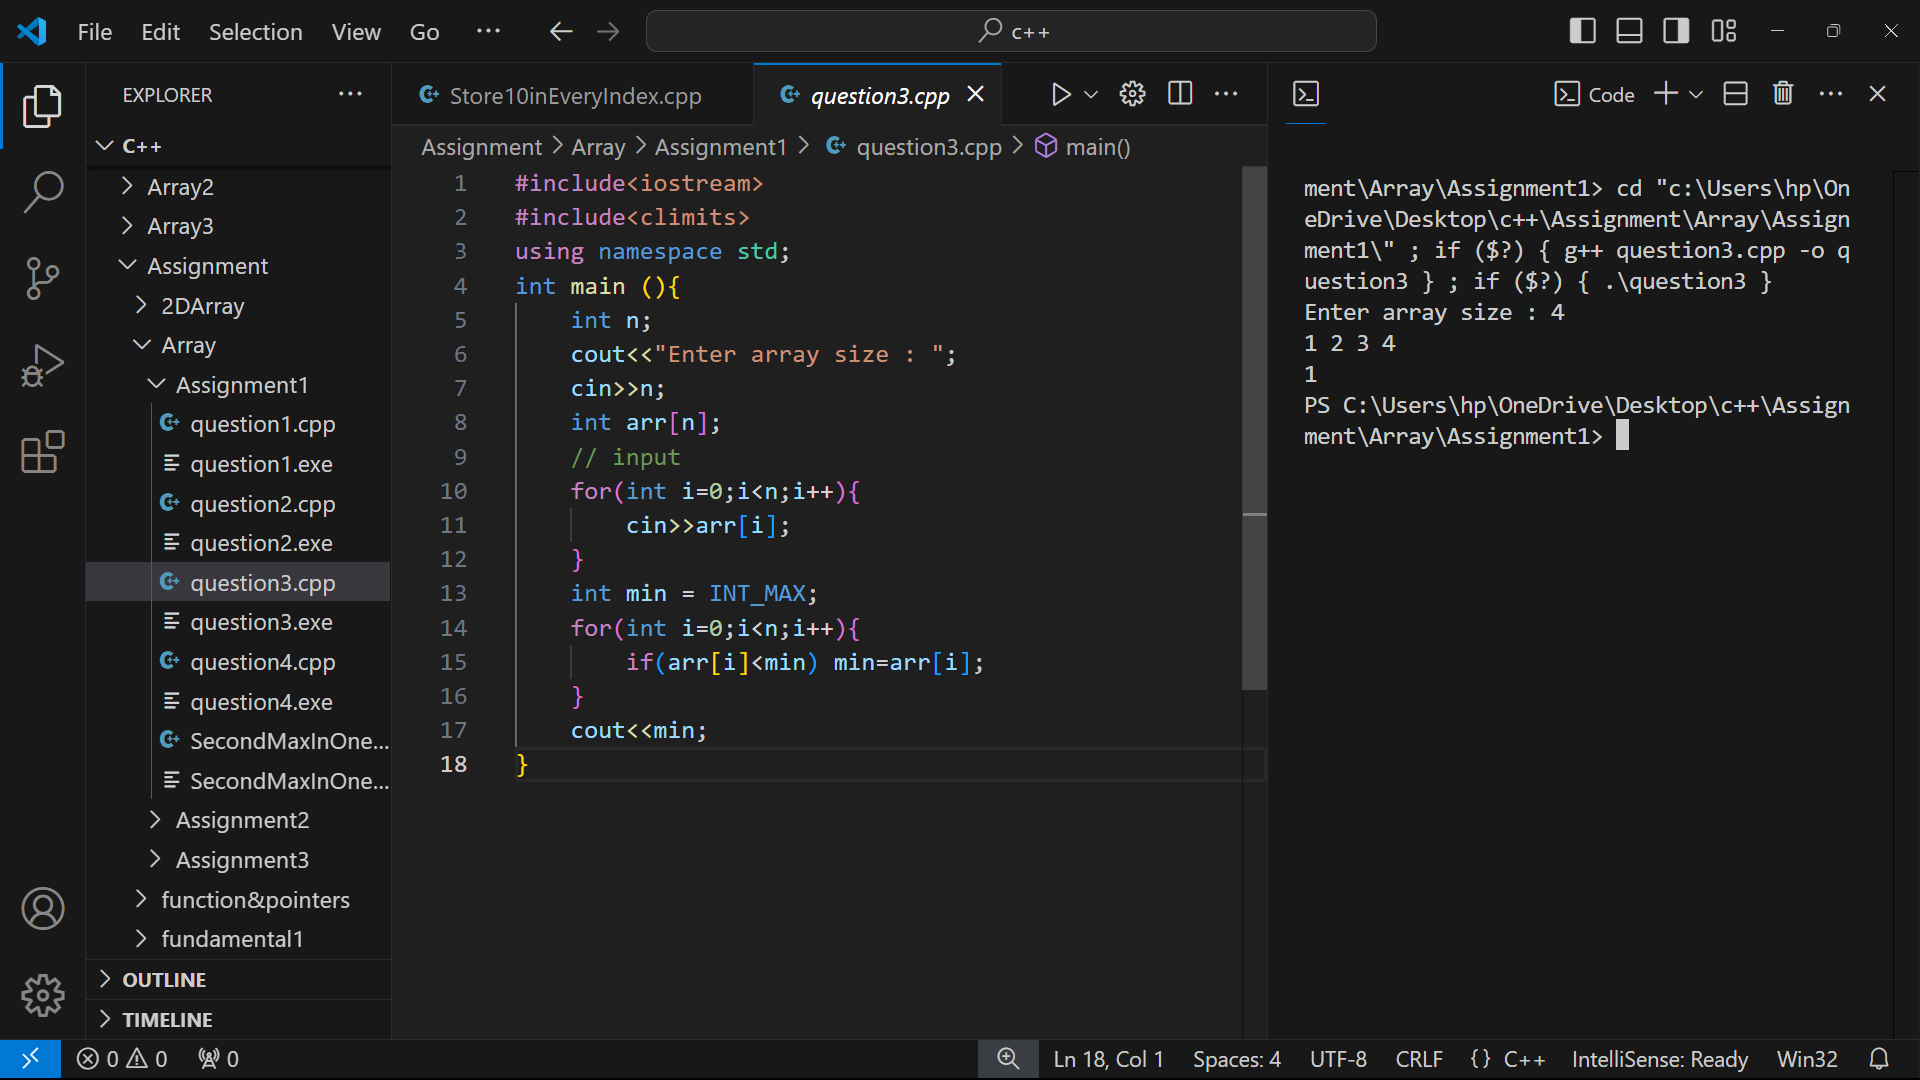 File Edit Selection View Go ··· c++
EXPLORER ···
C++
Array2
Array3
Assignment
2DArray
Array
Assignment1
question1.cpp
question1.exe
question2.cpp
question2.exe
question3.cpp
question3.exe
question4.cpp
question4.exe
SecondMaxInOne...
SecondMaxInOne...
Assignment2
Assignment3
function&pointers
fundamental1
OUTLINE
TIMELINE
Store10inEveryIndex.cpp question3.cpp
Assignment > Array > Assignment1 > question3.cpp > main()
1 #include<iostream>
2 #include<climits>
3 using namespace std;
4 int main (){
5     int n;
6     cout<<"Enter array size : ";
7     cin>>n;
8     int arr[n];
9     // input
10     for(int i=0;i<n;i++){
11         cin>>arr[i];
12     }
13     int min = INT_MAX;
14     for(int i=0;i<n;i++){
15         if(arr[i]<min) min=arr[i];
16     }
17     cout<<min;
18 }
Code
ment\Array\Assignment1> cd "c:\Users\hp\On
eDrive\Desktop\c++\Assignment\Array\Assign
ment1\" ; if ($?) { g++ question3.cpp -o q
uestion3 } ; if ($?) { .\question3 }
Enter array size : 4
1 2 3 4
1
PS C:\Users\hp\OneDrive\Desktop\c++\Assign
ment\Array\Assignment1>
0 0 0 Ln 18, Col 1 Spaces: 4 UTF-8 CRLF {} C++ IntelliSense: Ready Win32